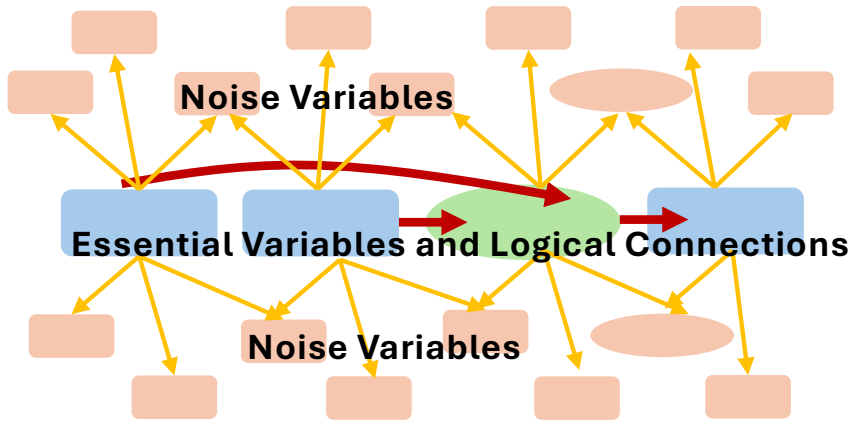 Noise Variables
Essential Variables and Logical Connections
Noise Variables